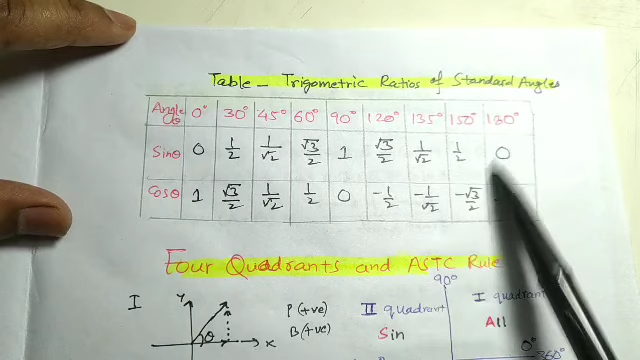 Table - Trigometric Ratios of Standard Angles
Angle θ 0° 30° 45° 60° 90° 120° 135° 150° 180°
Sinθ 0 1/2 1/√2 √3/2 1 √3/2 1/√2 1/2 0
Cosθ 1 √3/2 1/√2 1/2 0 -1/2 -1/√2 -√3/2
Four Quadrants and ASTC Rule
90°
I Y P (+ve) II quadrant I quadrant
B (+ve) Sin All
θ X 0°
360°